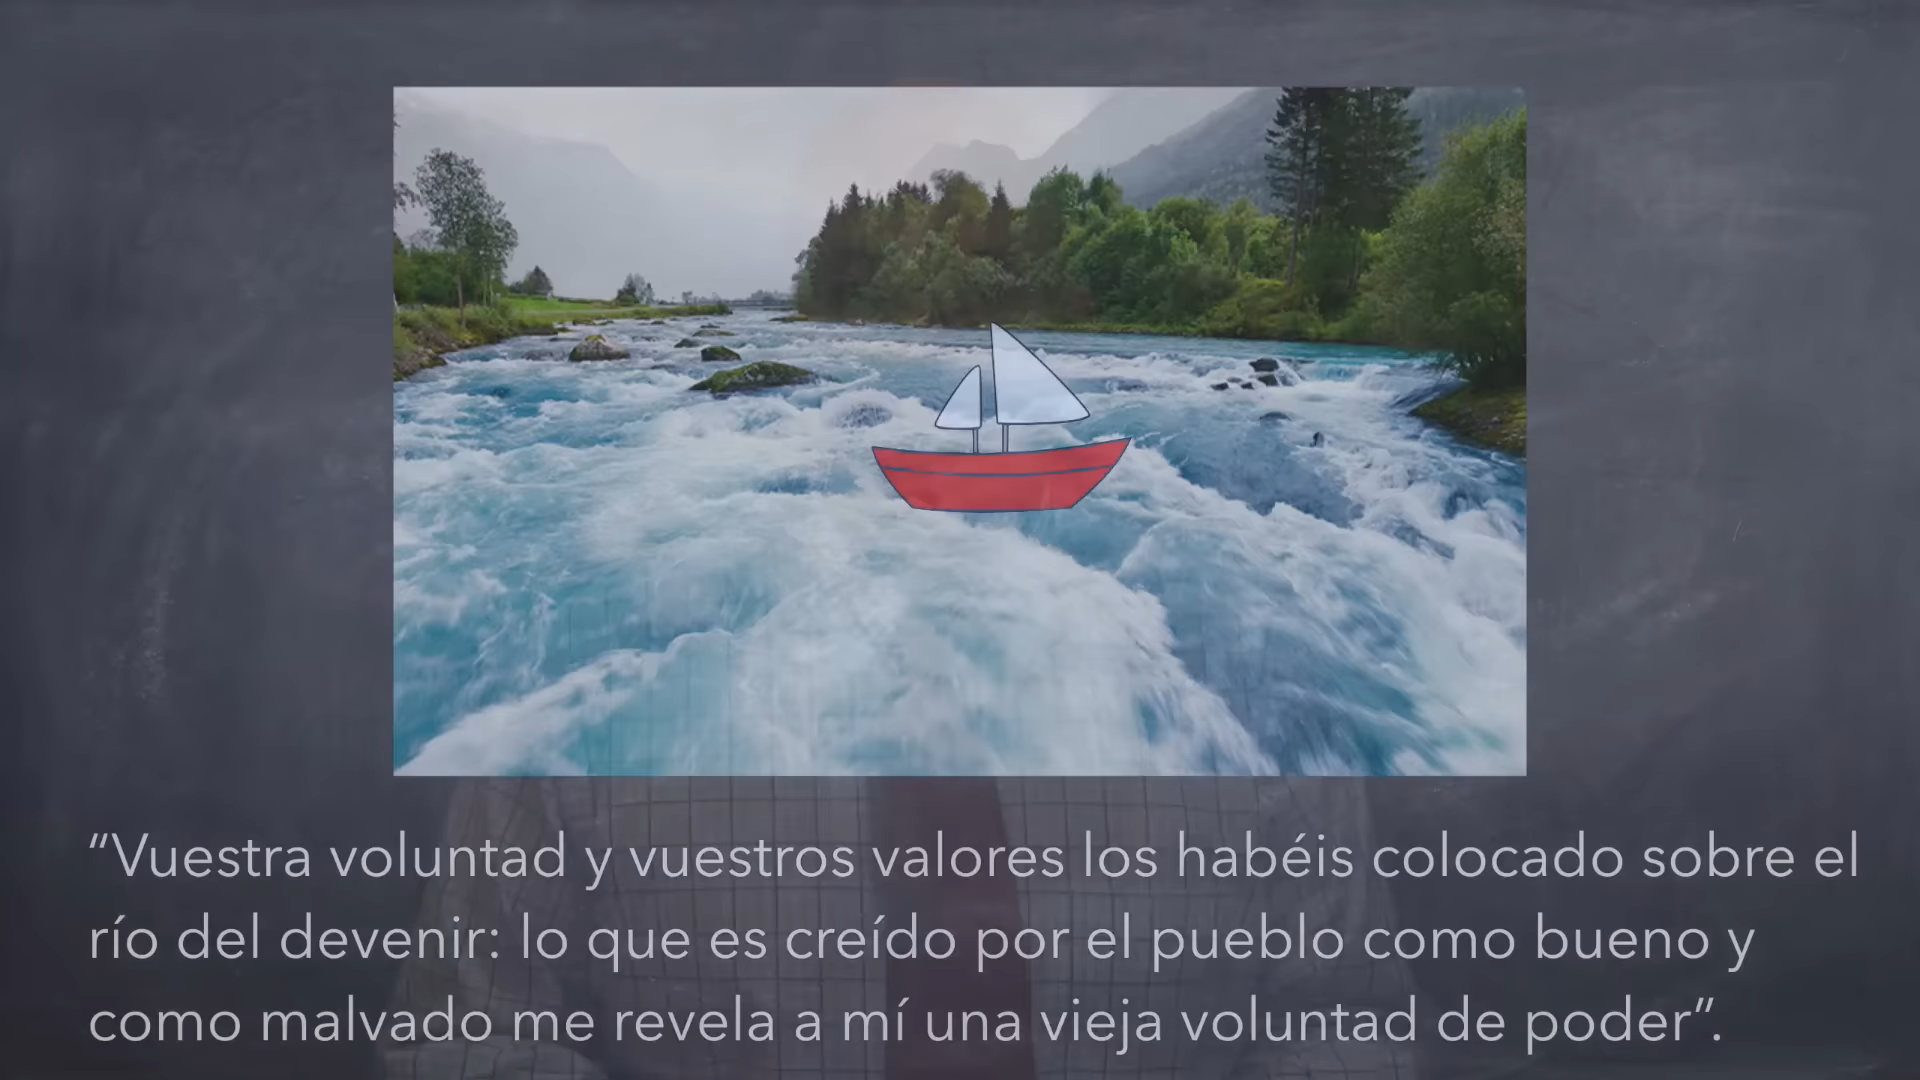 “Vuestra voluntad y vuestros valores los habéis colocado sobre el
río del devenir: lo que es creído por el pueblo como bueno y
como malvado me revela a mí una vieja voluntad de poder”.